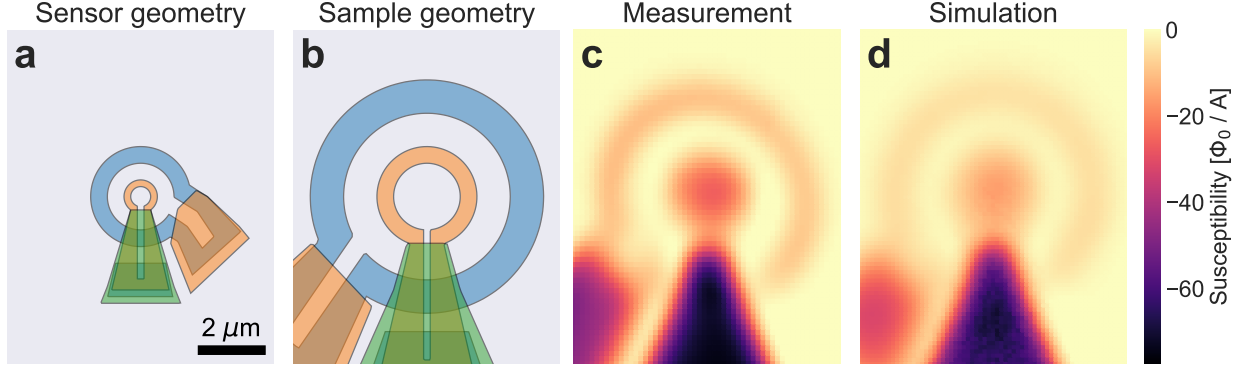 Sensor geometry
Sample geometry
Measurement
Simulation
a
b
c
d
2 μm
0
−20
−40
−60
Susceptibility [Φ₀ / A]